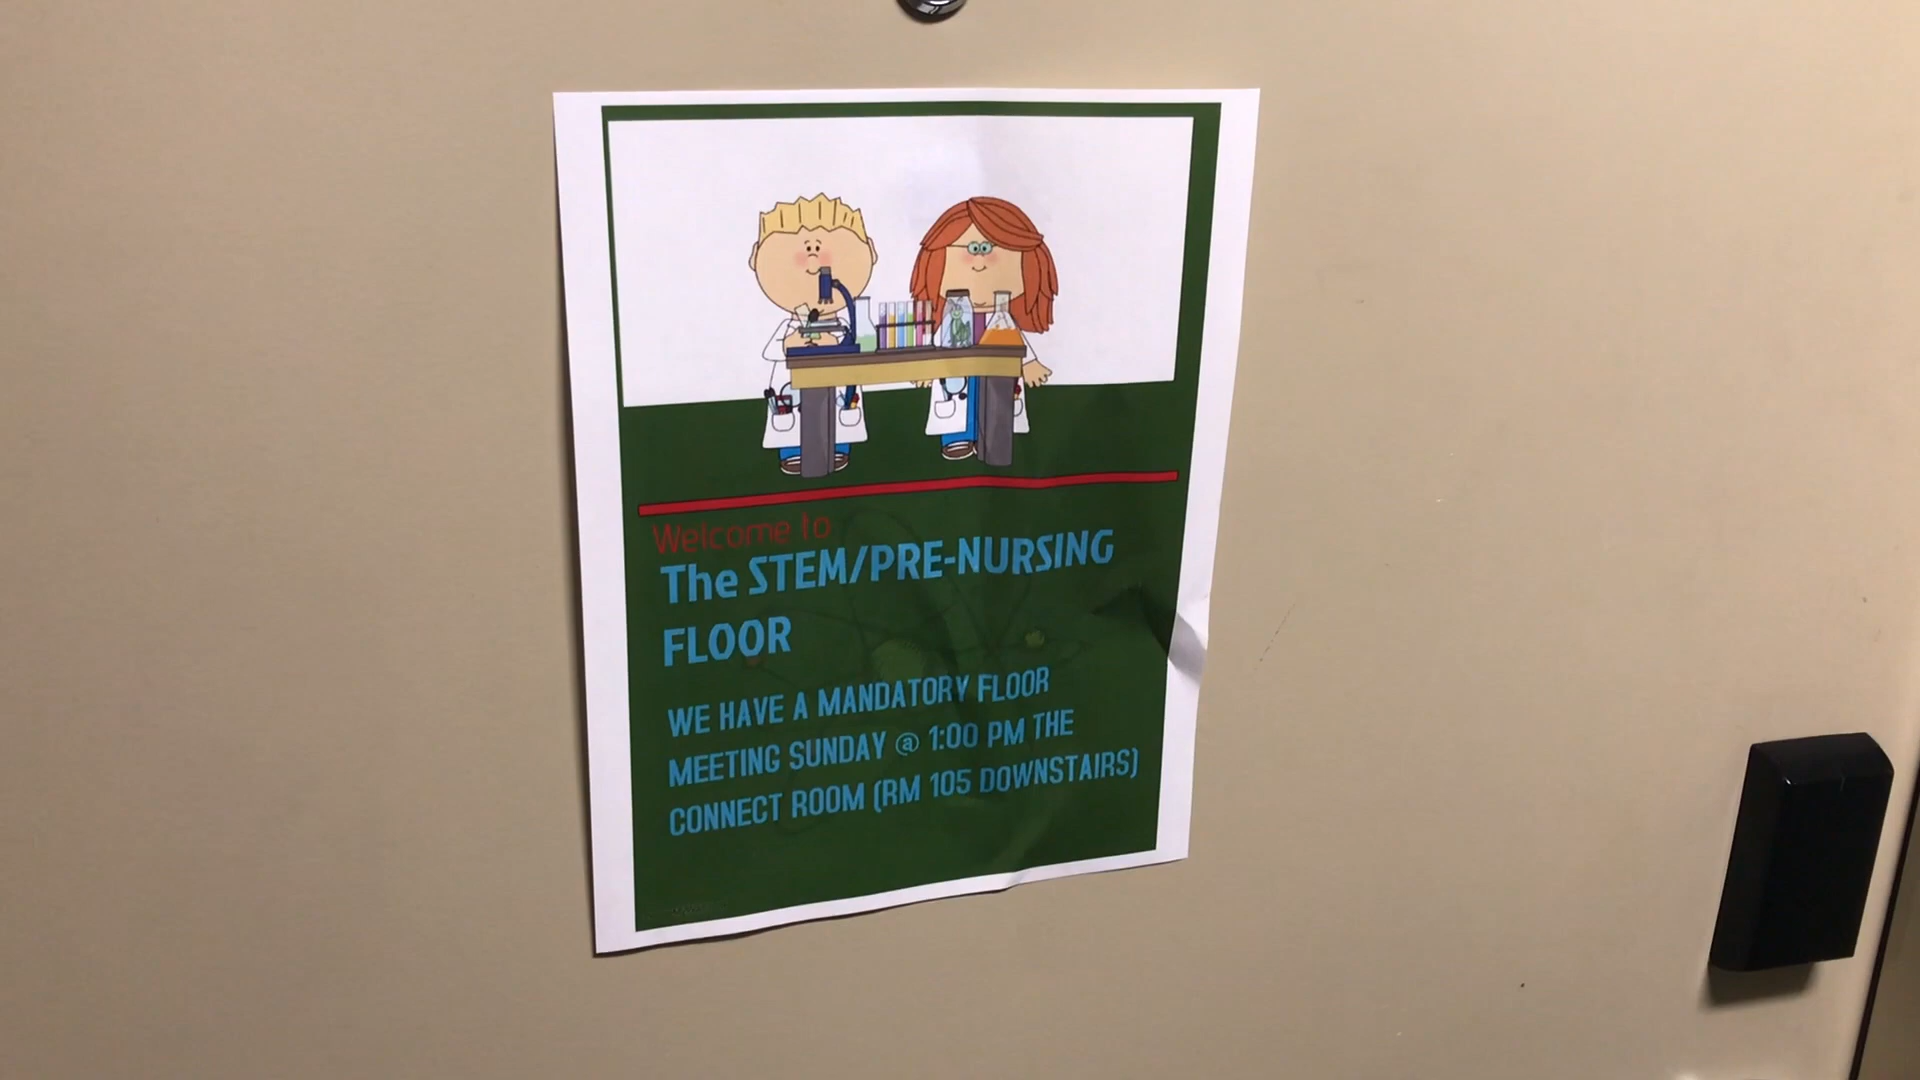 Welcome to
The STEM/PRE-NURSING
FLOOR
WE HAVE A MANDATORY FLOOR
MEETING SUNDAY @ 1:00 PM THE
CONNECT ROOM (RM 105 DOWNSTAIRS)